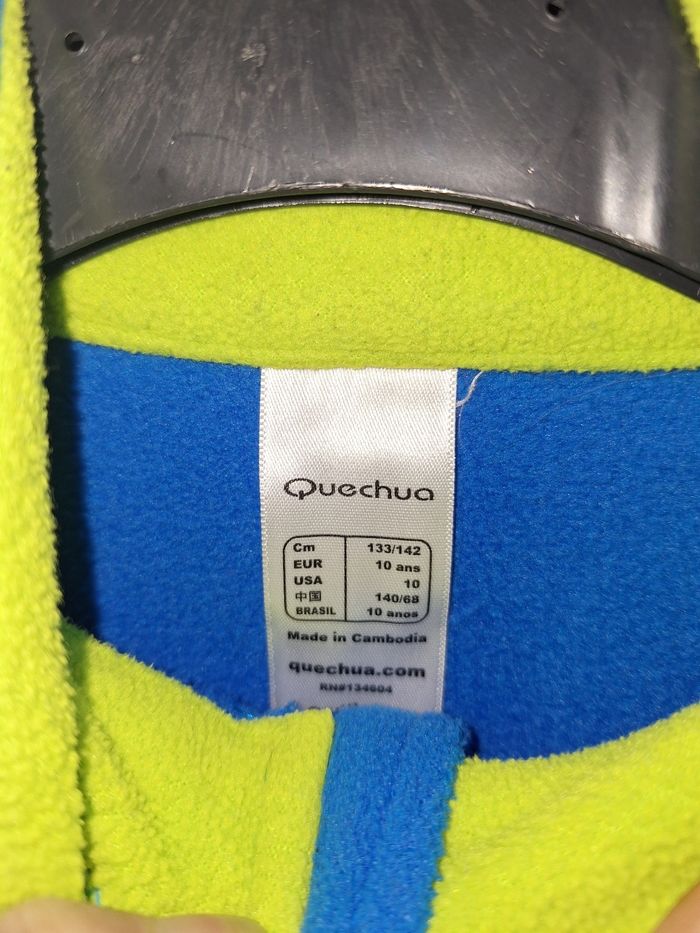 Quechua
Cm 133/142
EUR 10 ans
USA 10
中国 140/68
BRASIL 10 anos
Made in Cambodia
quechua.com
RN#134604